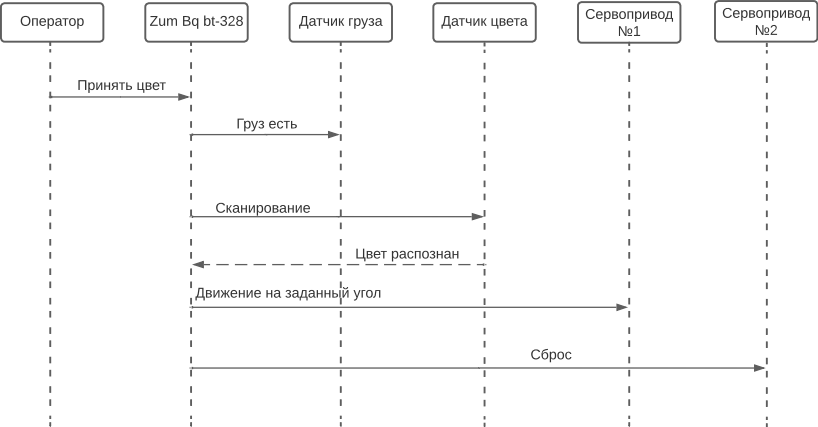 Оператор
Zum Bq bt-328
Датчик груза
Датчик цвета
Сервопривод
№1
Сервопривод
№2
Принять цвет
Груз есть
Сканирование
Цвет распознан
Движение на заданный угол
Сброс